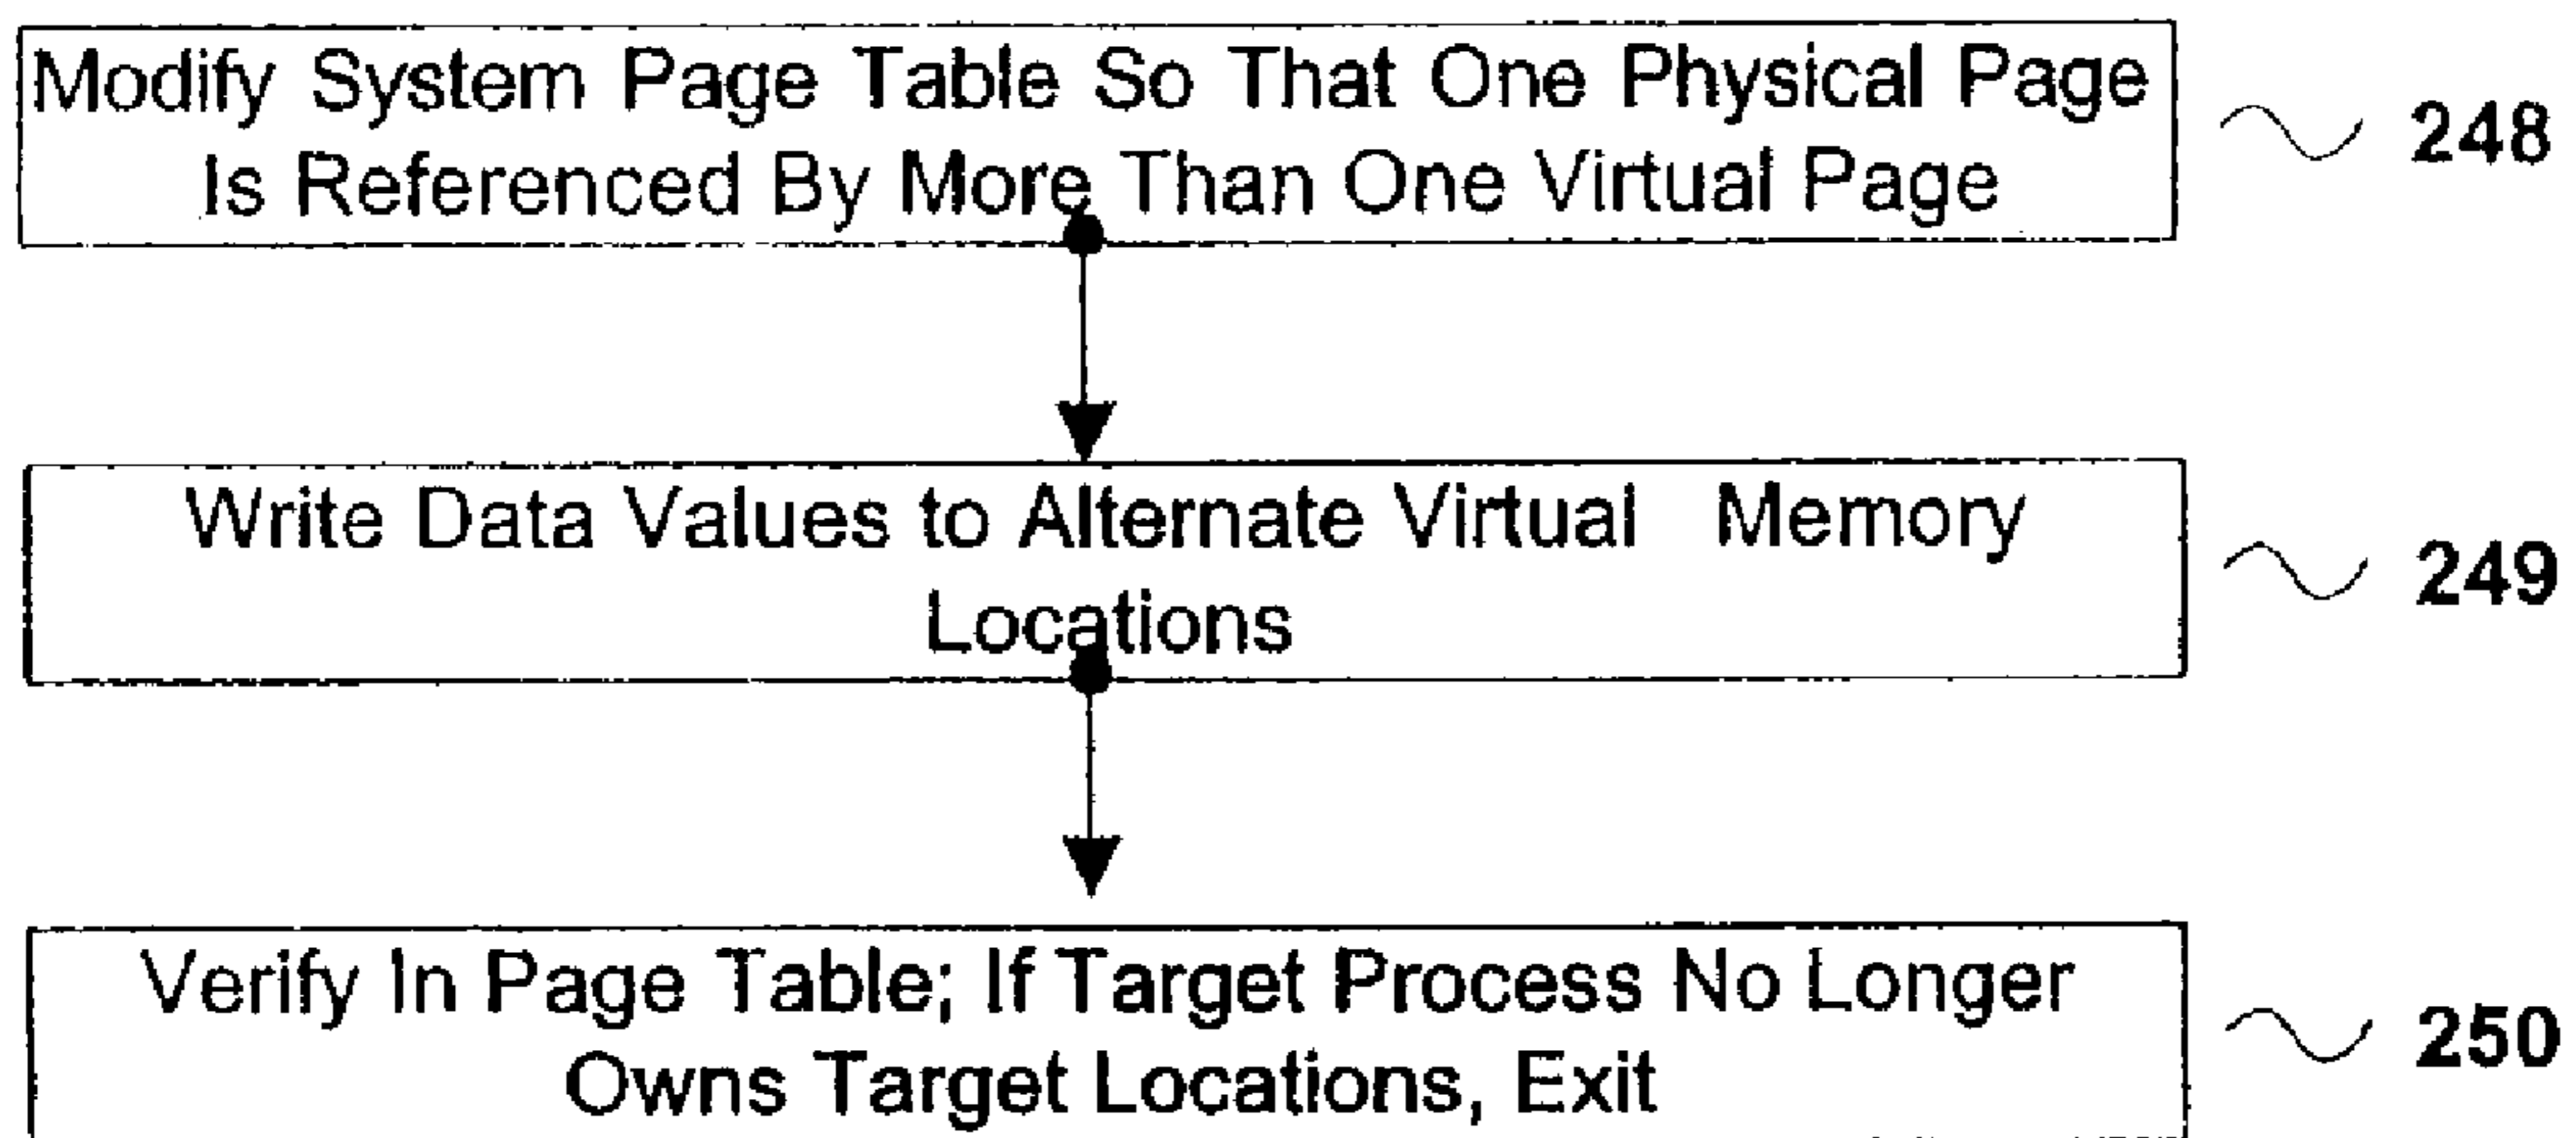 Modify System Page Table So That One Physical Page
Is Referenced By More Than One Virtual Page
248
Write Data Values to Alternate Virtual Memory
Locations
249
Verify In Page Table; If Target Process No Longer
Owns Target Locations, Exit
250